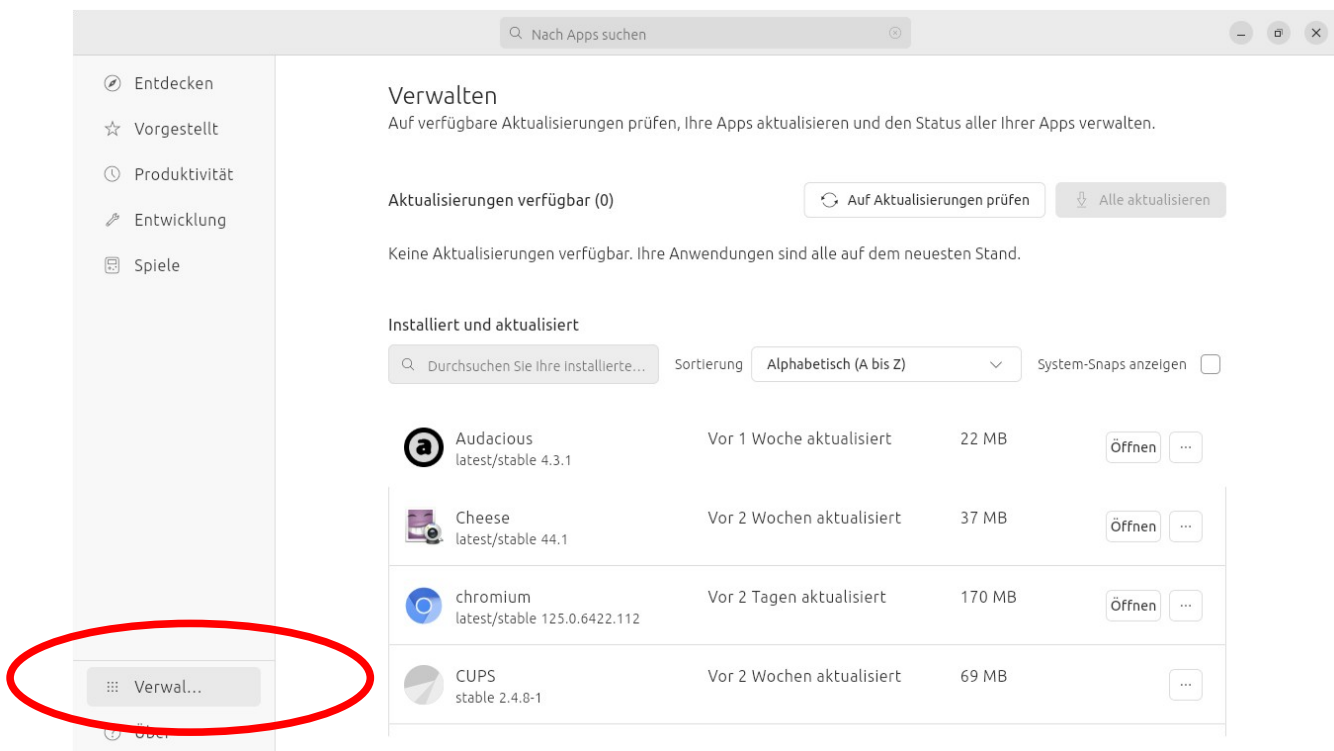 Nach Apps suchen
Entdecken
Vorgestellt
Produktivität
Entwicklung
Spiele
Verwal...
Über
Verwalten
Auf verfügbare Aktualisierungen prüfen, Ihre Apps aktualisieren und den Status aller Ihrer Apps verwalten.
Aktualisierungen verfügbar (0)
Auf Aktualisierungen prüfen
Alle aktualisieren
Keine Aktualisierungen verfügbar. Ihre Anwendungen sind alle auf dem neuesten Stand.
Installiert und aktualisiert
Durchsuchen Sie Ihre installierte...
Sortierung
Alphabetisch (A bis Z)
System-Snaps anzeigen
Audacious
latest/stable 4.3.1
Vor 1 Woche aktualisiert
22 MB
Öffnen
...
Cheese
latest/stable 44.1
Vor 2 Wochen aktualisiert
37 MB
Öffnen
...
chromium
latest/stable 125.0.6422.112
Vor 2 Tagen aktualisiert
170 MB
Öffnen
...
CUPS
stable 2.4.8-1
Vor 2 Wochen aktualisiert
69 MB
...